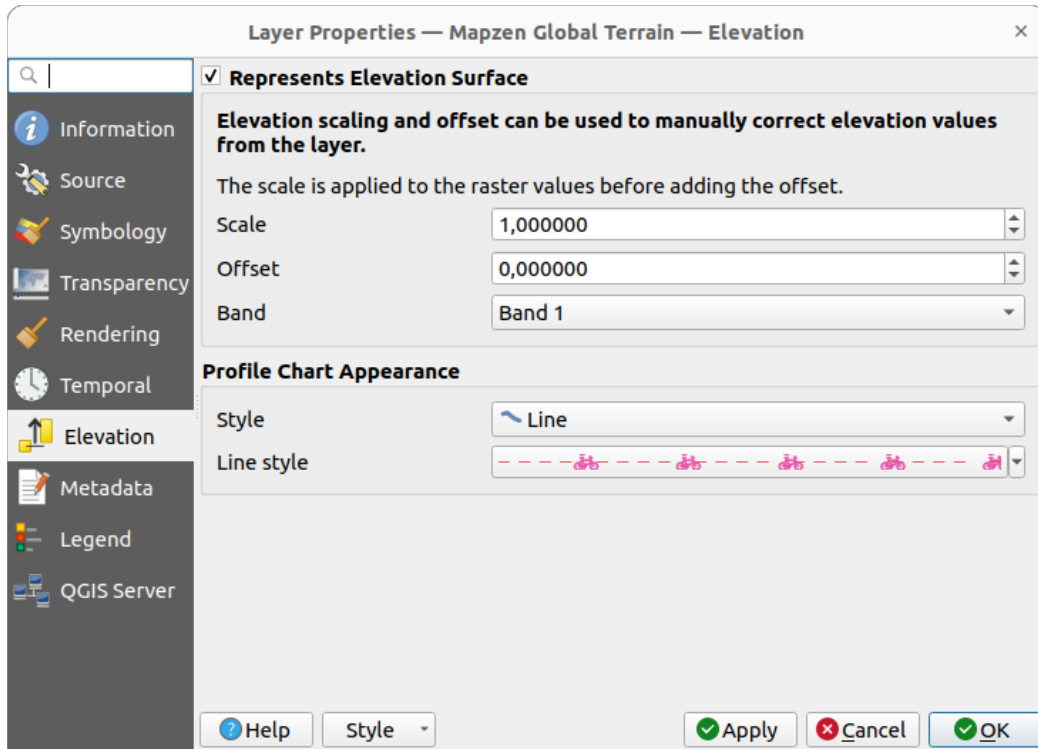 Layer Properties — Mapzen Global Terrain — Elevation
Information
Source
Symbology
Transparency
Rendering
Temporal
Elevation
Metadata
Legend
QGIS Server
Represents Elevation Surface
Elevation scaling and offset can be used to manually correct elevation values
from the layer.
The scale is applied to the raster values before adding the offset.
Scale 1,000000
Offset 0,000000
Band Band 1
Profile Chart Appearance
Style Line
Line style
Help Style Apply Cancel OK